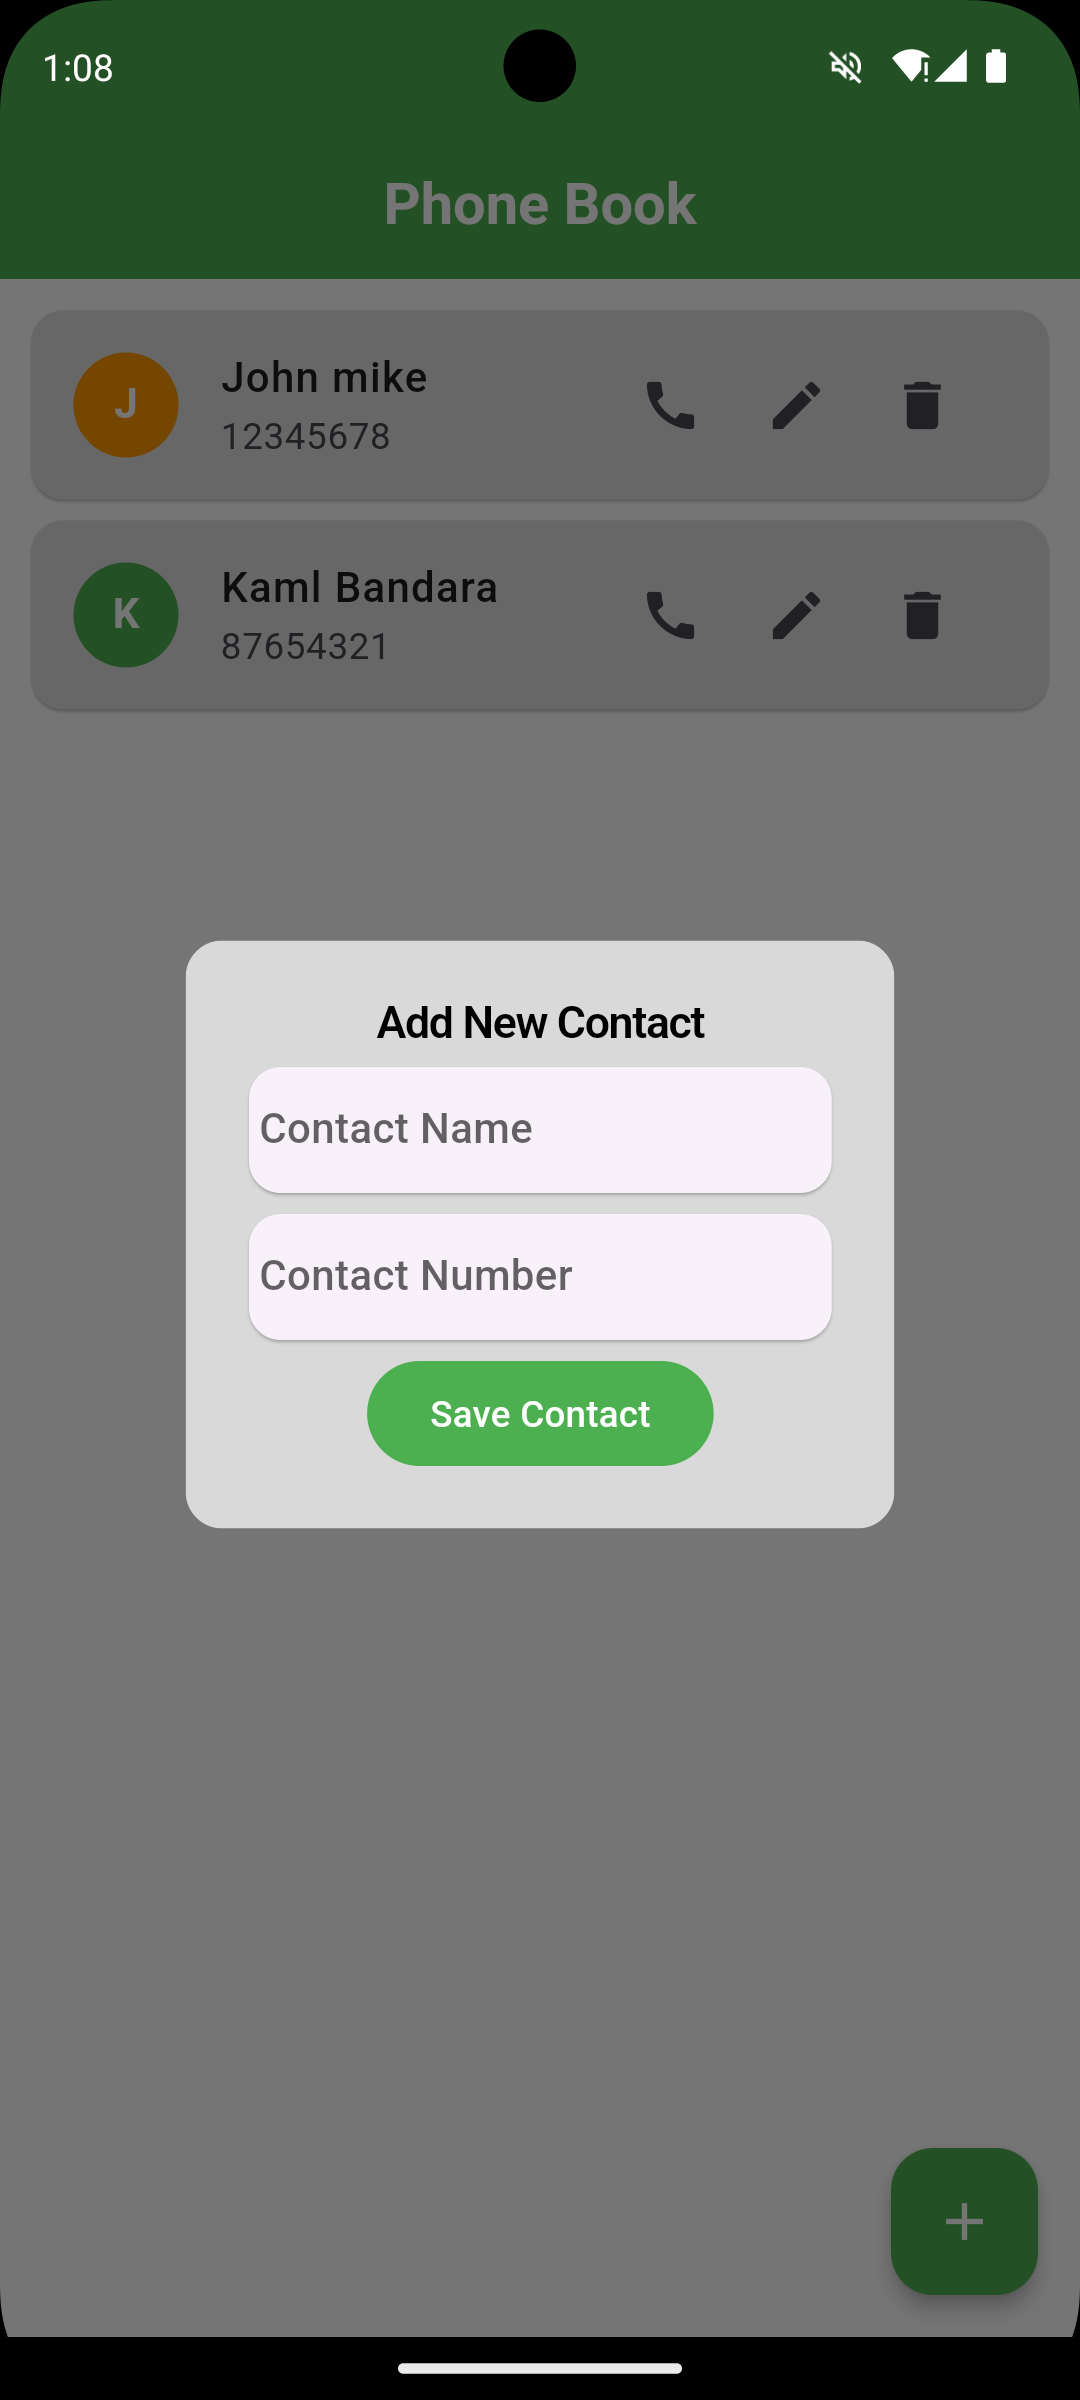 1:08
Phone Book
J
John mike
12345678
K
Kaml Bandara
87654321
Add New Contact
Contact Name
Contact Number
Save Contact